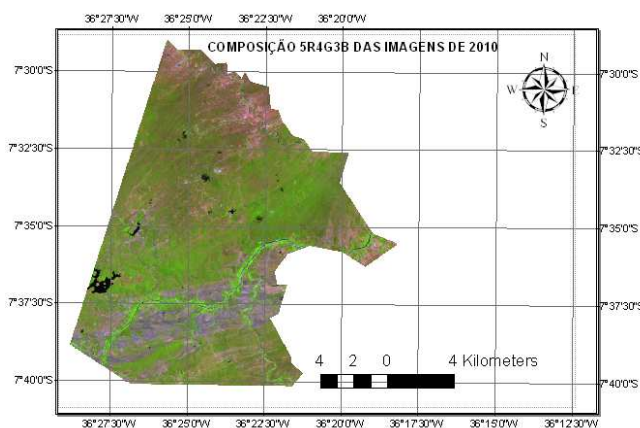 36°27'30"W 36°25'0"W 36°22'30"W 36°20'0"W
COMPOSIÇÃO 5R4G3B DAS IMAGENS DE 2010
N
W E
S
7°30'0"S 7°30'0"S
7°32'30"S 7°32'30"S
7°35'0"S 7°35'0"S
7°37'30"S 7°37'30"S
4 2 0 4 Kilometers
7°40'0"S 7°40'0"S
36°27'30"W 36°25'0"W 36°22'30"W 36°20'0"W 36°17'30"W 36°15'0"W 36°12'30"W